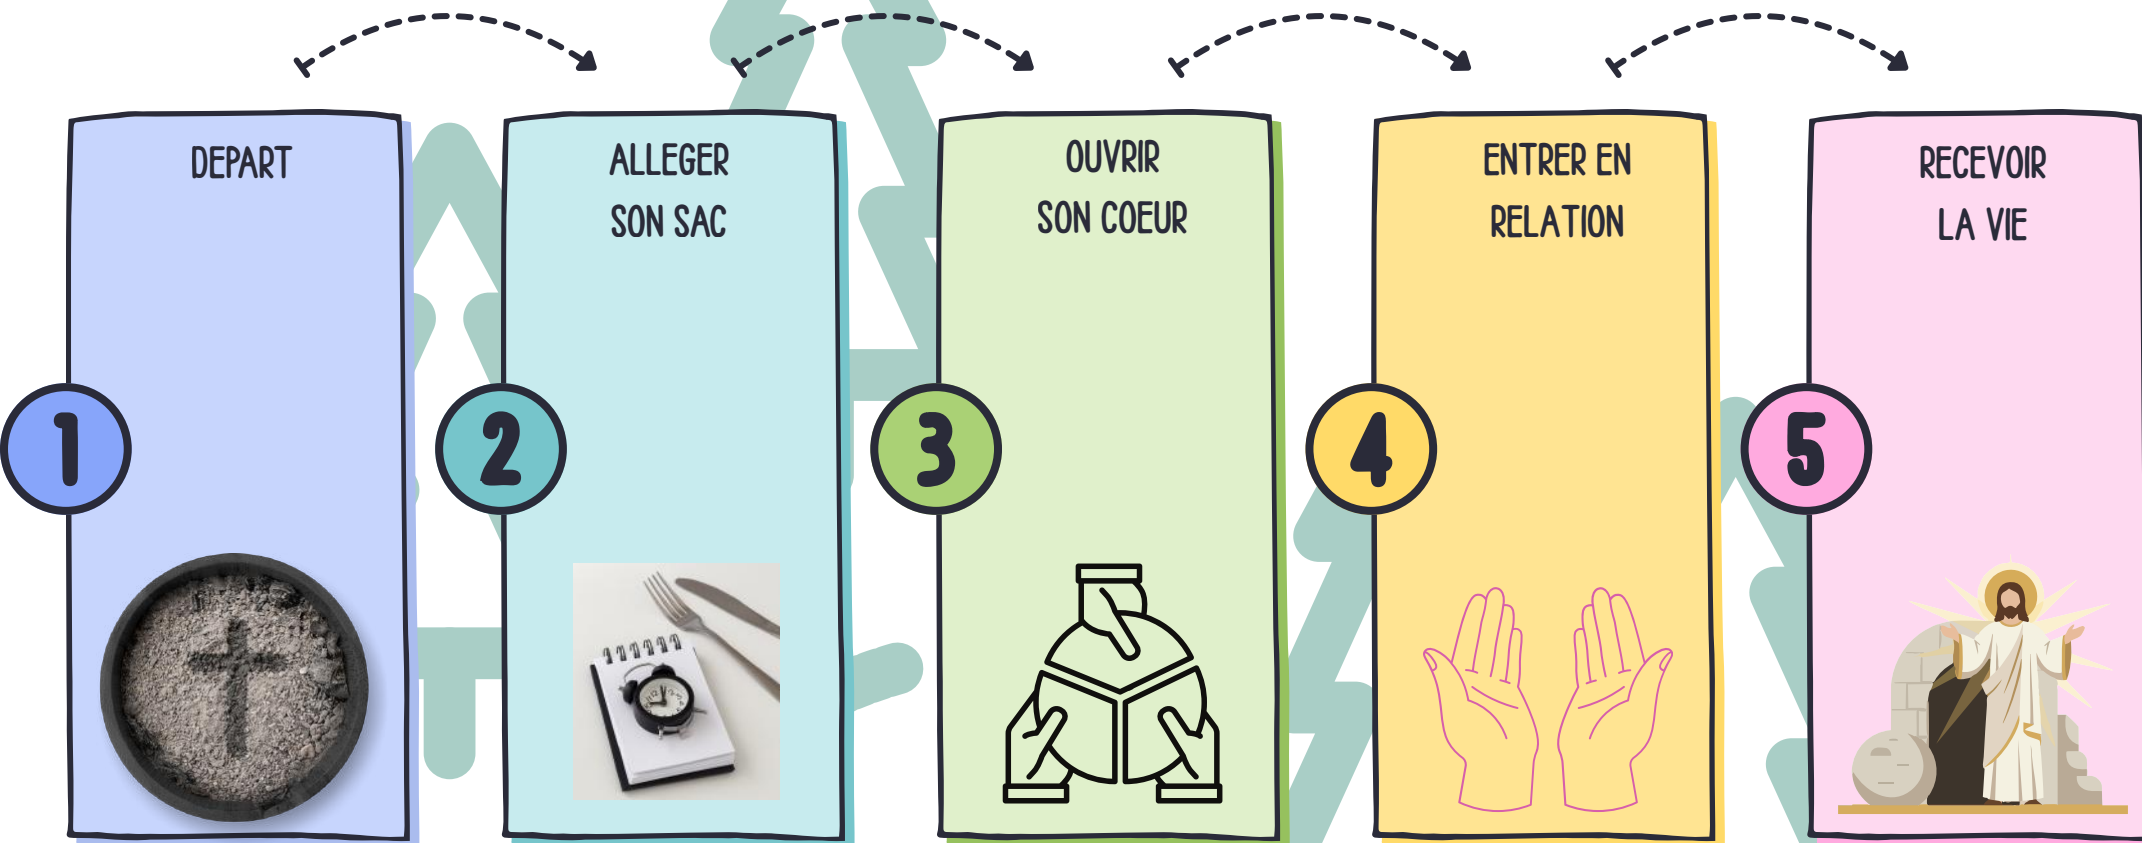 DEPART
ALLEGER
SON SAC
OUVRIR
SON COEUR
ENTRER EN
RELATION
RECEVOIR
LA VIE
1
2
3
4
5